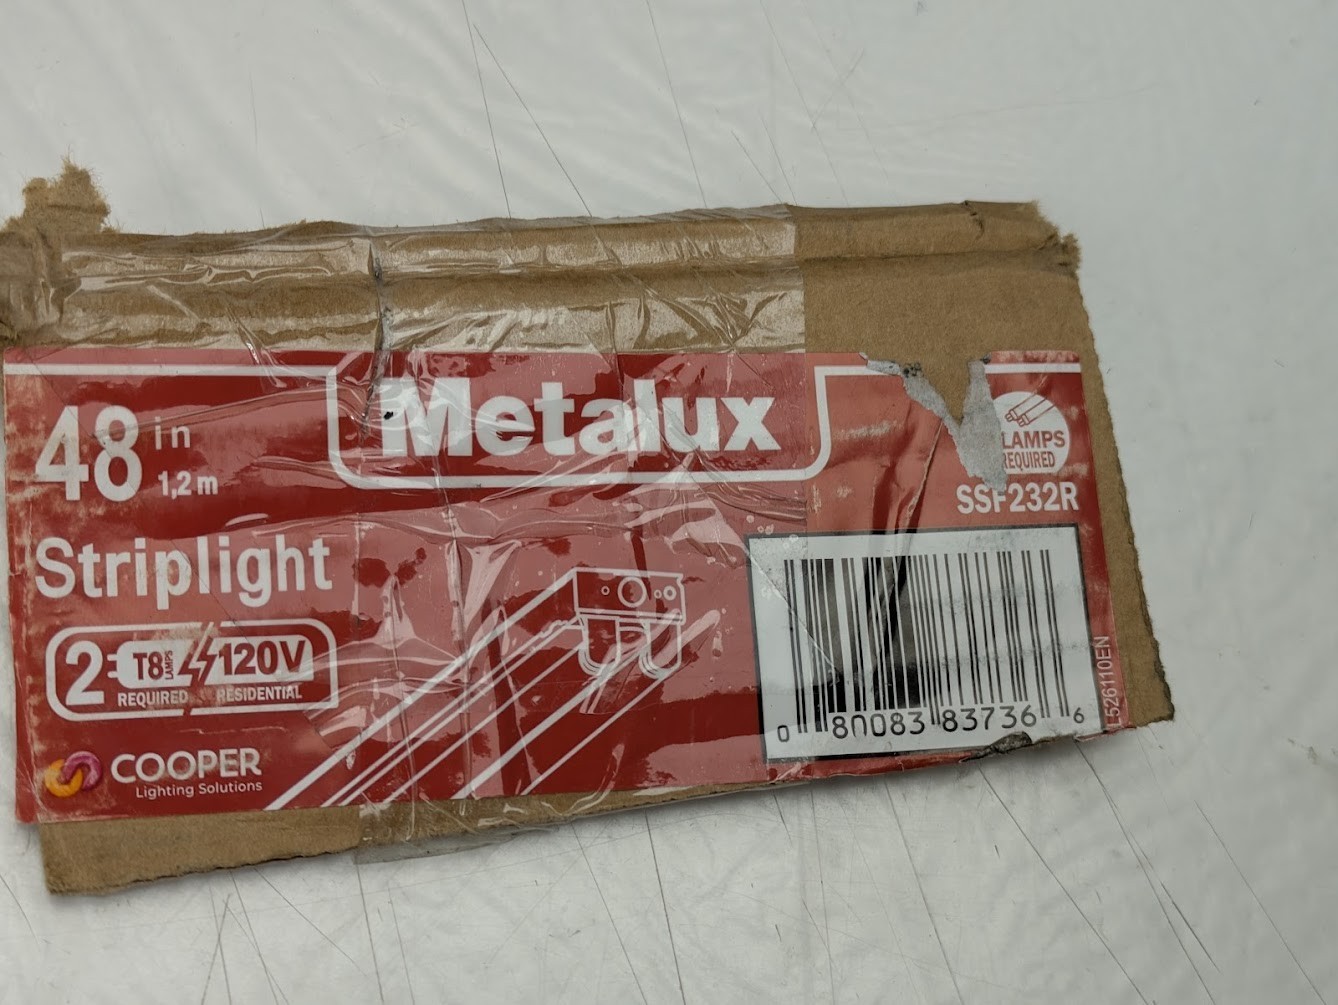 Metalux
48 in
1,2 m
Striplight
2 T8 LAMPS 120V
REQUIRED RESIDENTIAL
COOPER
Lighting Solutions
LAMPS
REQUIRED
SSF232R
0 80083 83736 6
L526110EN